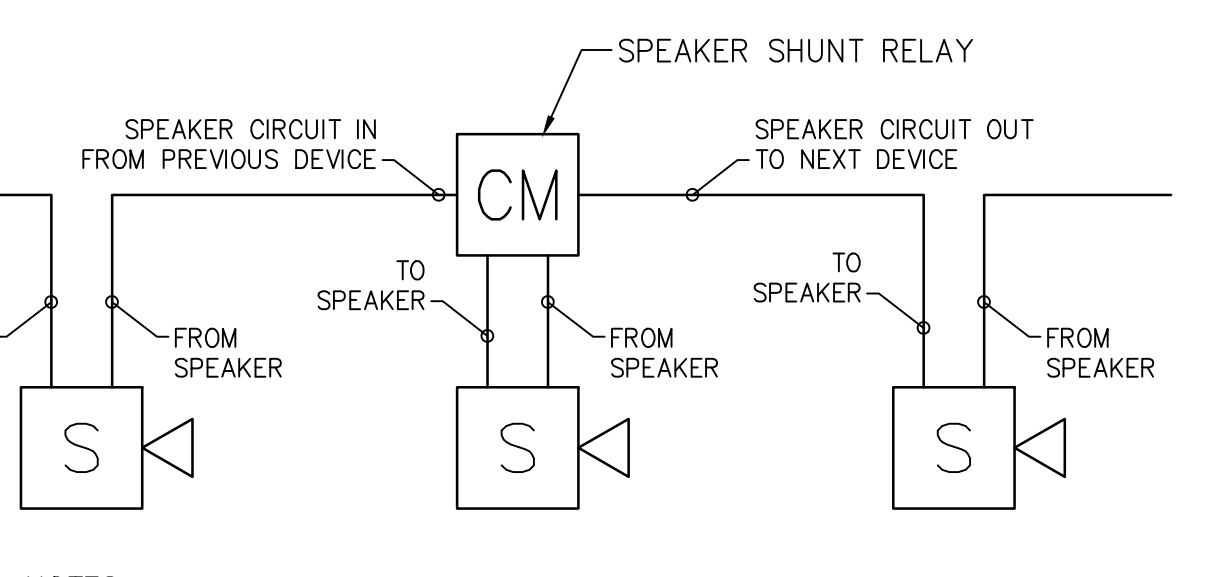 SPEAKER SHUNT RELAY
SPEAKER CIRCUIT IN
FROM PREVIOUS DEVICE
SPEAKER CIRCUIT OUT
TO NEXT DEVICE
CM
TO
SPEAKER
TO
SPEAKER
FROM
SPEAKER
FROM
SPEAKER
FROM
SPEAKER
S
S
S